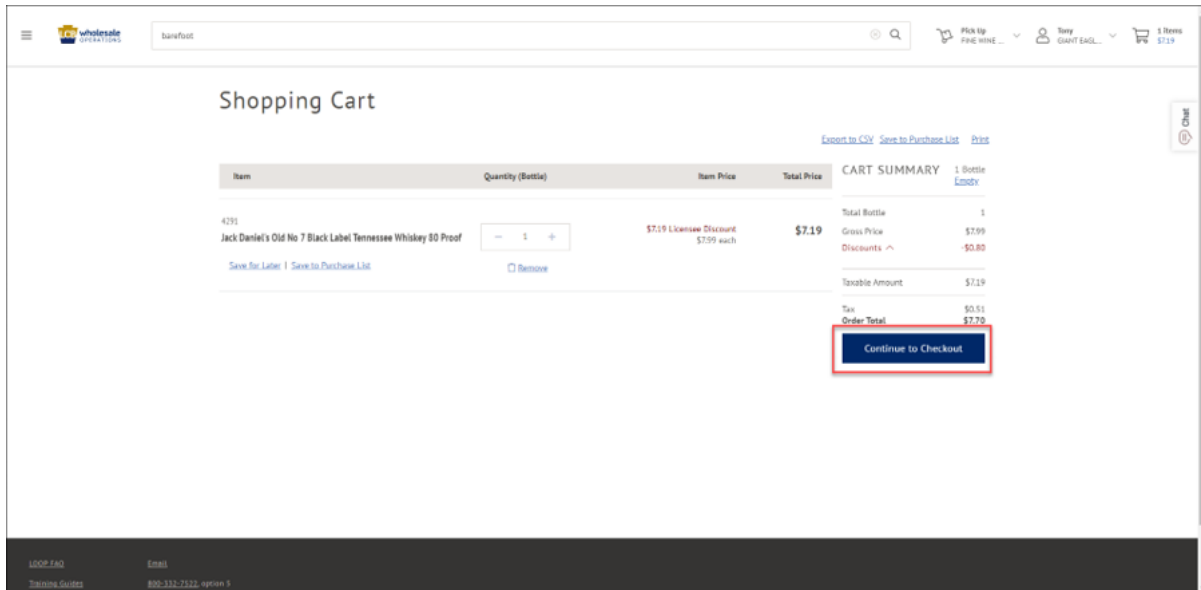 LCB wholesale
OPERATIONS
barefoot
Pick Up
FINE WINE ...
Tony
GIANT EAGL...
1 Items
$7.19
Shopping Cart
Chat
Export to CSV Save to Purchase List Print
Item Quantity (Bottle) Item Price Total Price
CART SUMMARY 1 Bottle
Empty
4291
Jack Daniel's Old No 7 Black Label Tennessee Whiskey 80 Proof
Save for Later | Save to Purchase List
− 1 +
Remove
$7.19 Licensee Discount
$7.99 each
$7.19
Total Bottle 1
Gross Price $7.99
Discounts -$0.80
Taxable Amount $7.19
Tax $0.51
Order Total $7.70
Continue to Checkout
LOOP FAQ
Email
Training Guides
800-332-7522, option 5